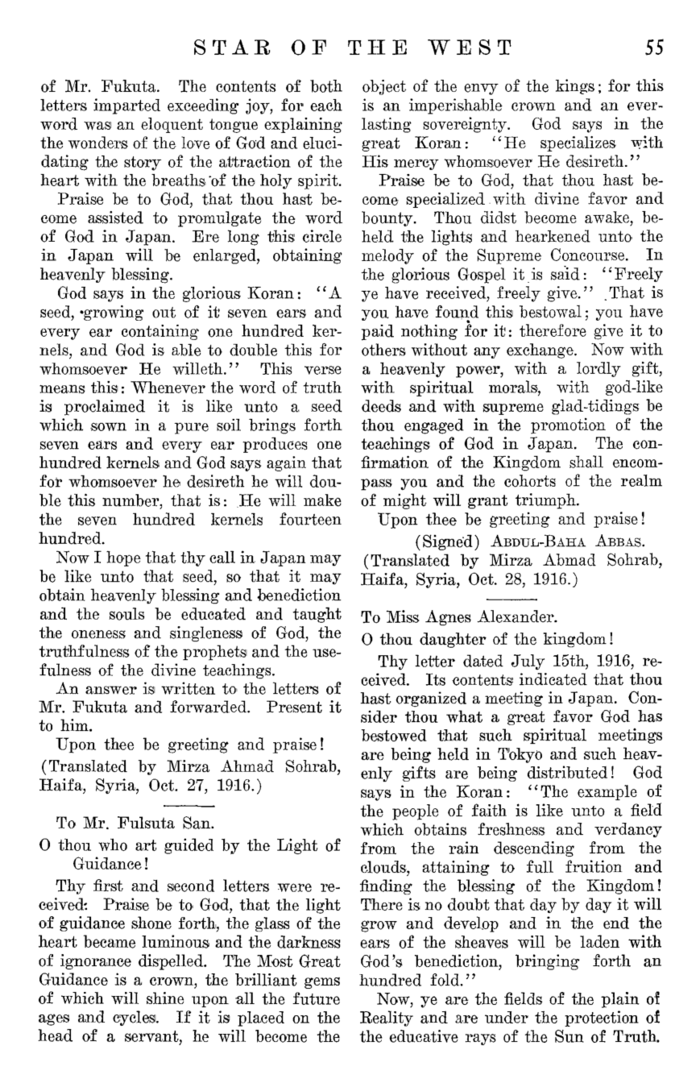 STAR OF THE WEST 55
of Mr. Fukuta. The contents of both
letters imparted exceeding joy, for each
word was an eloquent tongue explaining
the wonders of the love of God and eluci-
dating the story of the attraction of the
heart with the breaths of the holy spirit.
Praise be to God, that thou hast be-
come assisted to promulgate the word
of God in Japan. Ere long this circle
in Japan will be enlarged, obtaining
heavenly blessing.
God says in the glorious Koran: "A
seed, growing out of it seven ears and
every ear containing one hundred ker-
nels, and God is able to double this for
whomsoever He willeth." This verse
means this: Whenever the word of truth
is proclaimed it is like unto a seed
which sown in a pure soil brings forth
seven ears and every ear produces one
hundred kernels and God says again that
for whomsoever he desireth he will dou-
ble this number, that is: He will make
the seven hundred kernels fourteen
hundred.
Now I hope that thy call in Japan may
be like unto that seed, so that it may
obtain heavenly blessing and benediction
and the souls be educated and taught
the oneness and singleness of God, the
truthfulness of the prophets and the use-
fulness of the divine teachings.
An answer is written to the letters of
Mr. Fukuta and forwarded. Present it
to him.
Upon thee be greeting and praise!
(Translated by Mirza Ahmad Sohrab,
Haifa, Syria, Oct. 27, 1916.)
To Mr. Fulsuta San.
O thou who art guided by the Light of
Guidance!
Thy first and second letters were re-
ceived: Praise be to God, that the light
of guidance shone forth, the glass of the
heart became luminous and the darkness
of ignorance dispelled. The Most Great
Guidance is a crown, the brilliant gems
of which will shine upon all the future
ages and cycles. If it is placed on the
head of a servant, he will become the
object of the envy of the kings; for this
is an imperishable crown and an ever-
lasting sovereignty. God says in the
great Koran: "He specializes with
His mercy whomsoever He desireth."
Praise be to God, that thou hast be-
come specialized with divine favor and
bounty. Thou didst become awake, be-
held the lights and hearkened unto the
melody of the Supreme Concourse. In
the glorious Gospel it is said: "Freely
ye have received, freely give." That is
you have found this bestowal; you have
paid nothing for it: therefore give it to
others without any exchange. Now with
a heavenly power, with a lordly gift,
with spiritual morals, with god-like
deeds and with supreme glad-tidings be
thou engaged in the promotion of the
teachings of God in Japan. The con-
firmation of the Kingdom shall encom-
pass you and the cohorts of the realm
of might will grant triumph.
Upon thee be greeting and praise!
(Signed) ABDUL-BAHA ABBAS.
(Translated by Mirza Abmad Sohrab,
Haifa, Syria, Oct. 28, 1916.)
To Miss Agnes Alexander.
O thou daughter of the kingdom!
Thy letter dated July 15th, 1916, re-
ceived. Its contents indicated that thou
hast organized a meeting in Japan. Con-
sider thou what a great favor God has
bestowed that such spiritual meetings
are being held in Tokyo and such heav-
enly gifts are being distributed! God
says in the Koran: "The example of
the people of faith is like unto a field
which obtains freshness and verdancy
from the rain descending from the
clouds, attaining to full fruition and
finding the blessing of the Kingdom!
There is no doubt that day by day it will
grow and develop and in the end the
ears of the sheaves will be laden with
God's benediction, bringing forth an
hundred fold."
Now, ye are the fields of the plain of
Reality and are under the protection of
the educative rays of the Sun of Truth.